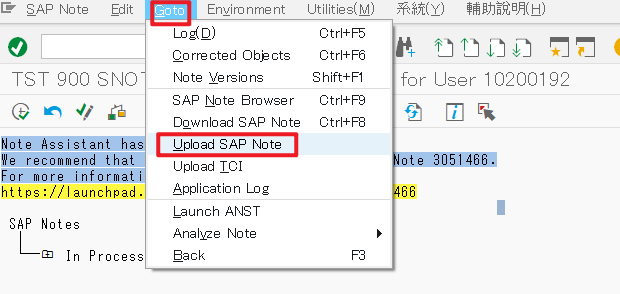 SAP Note Edit Goto Environment Utilities(M) 系統(Y) 輔助說明(H)
Log(D) Ctrl+F5
Corrected Objects Ctrl+F6
Note Versions Shift+F1
TST 900 SNOT for User 10200192
SAP Note Browser Ctrl+F9
Download SAP Note Ctrl+F8
Upload SAP Note
Note Assistant has
We recommend that Note 3051466.
Upload TCI
For more informati
Application Log
https://launchpad. 466
Launch ANST
SAP Notes
Analyze Note
In Process
Back F3